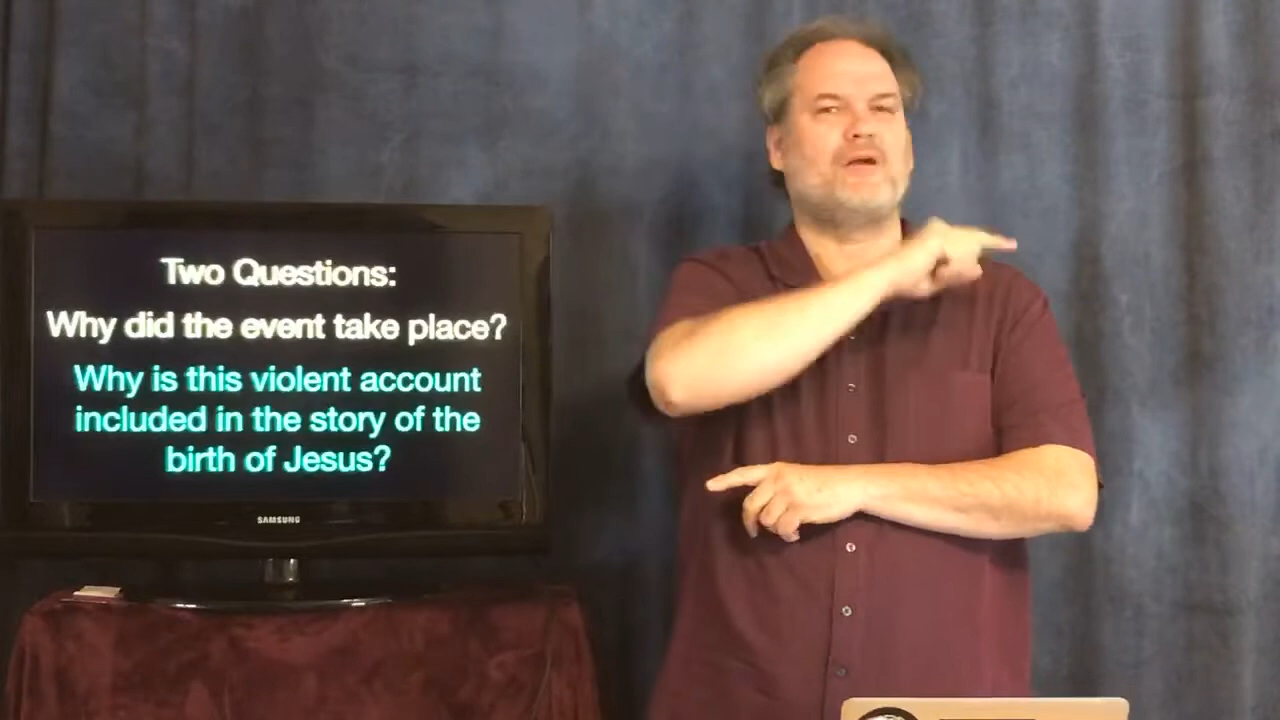 Two Questions:
Why did the event take place?
Why is this violent account
included in the story of the
birth of Jesus?
SAMSUNG